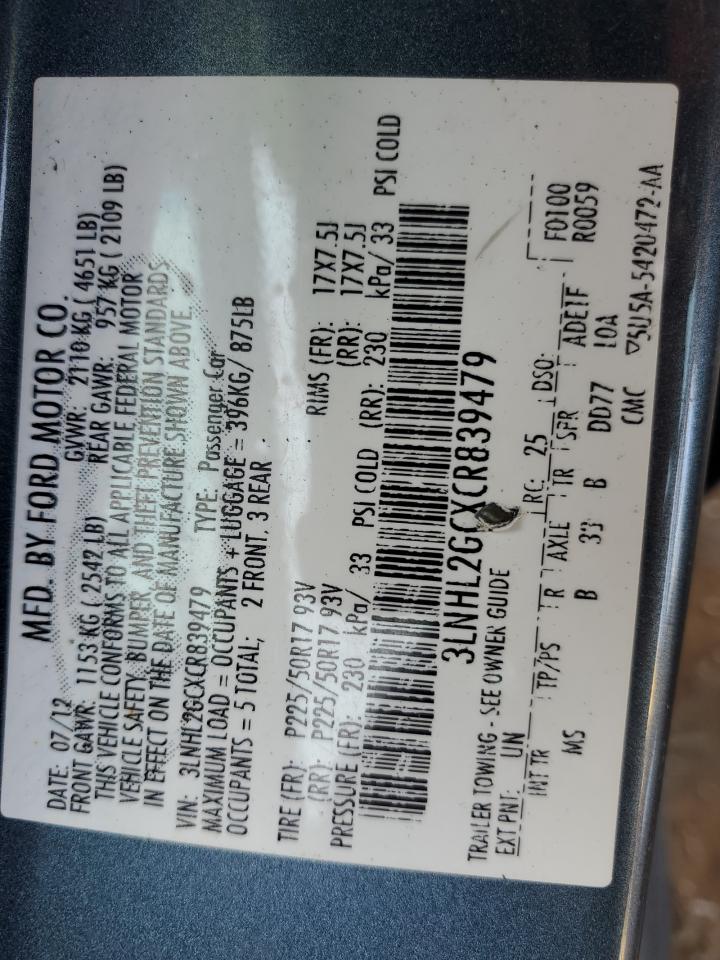 MFD. BY FORD MOTOR CO.
DATE: 07/12 GVWR: 2110 KG ( 4651 LB)
FRONT GAWR: 1153 KG ( 2542 LB) REAR GAWR: 957 KG ( 2109 LB)
THIS VEHICLE CONFORMS TO ALL APPLICABLE FEDERAL MOTOR
VEHICLE SAFETY, BUMPER, AND THEFT PREVENTION STANDARDS
IN EFFECT ON THE DATE OF MANUFACTURE SHOWN ABOVE.
VIN: 3LNHL2GCXCR839479 TYPE: Passenger Car
MAXIMUM LOAD = OCCUPANTS + LUGGAGE = 396KG/ 875LB
OCCUPANTS = 5 TOTAL; 2 FRONT, 3 REAR
TIRE (FR): P225/50R17 93V RIMS (FR): 17X7.5J
(RR): P225/50R17 93V (RR): 17X7.5J
PRESSURE (FR): 230 kPa/ 33 PSI COLD (RR): 230 kPa/ 33 PSI COLD
3LNHL2GCXCR839479
TRAILER TOWING - SEE OWNER GUIDE
EXT PNT: UN RC: 25 DSO: F0100
INT TR TP/PS R AXLE TR SFR R0059
MS B 33 B DD77 ADEIF
LOA
CMC ▽5U5A-5420472-AA